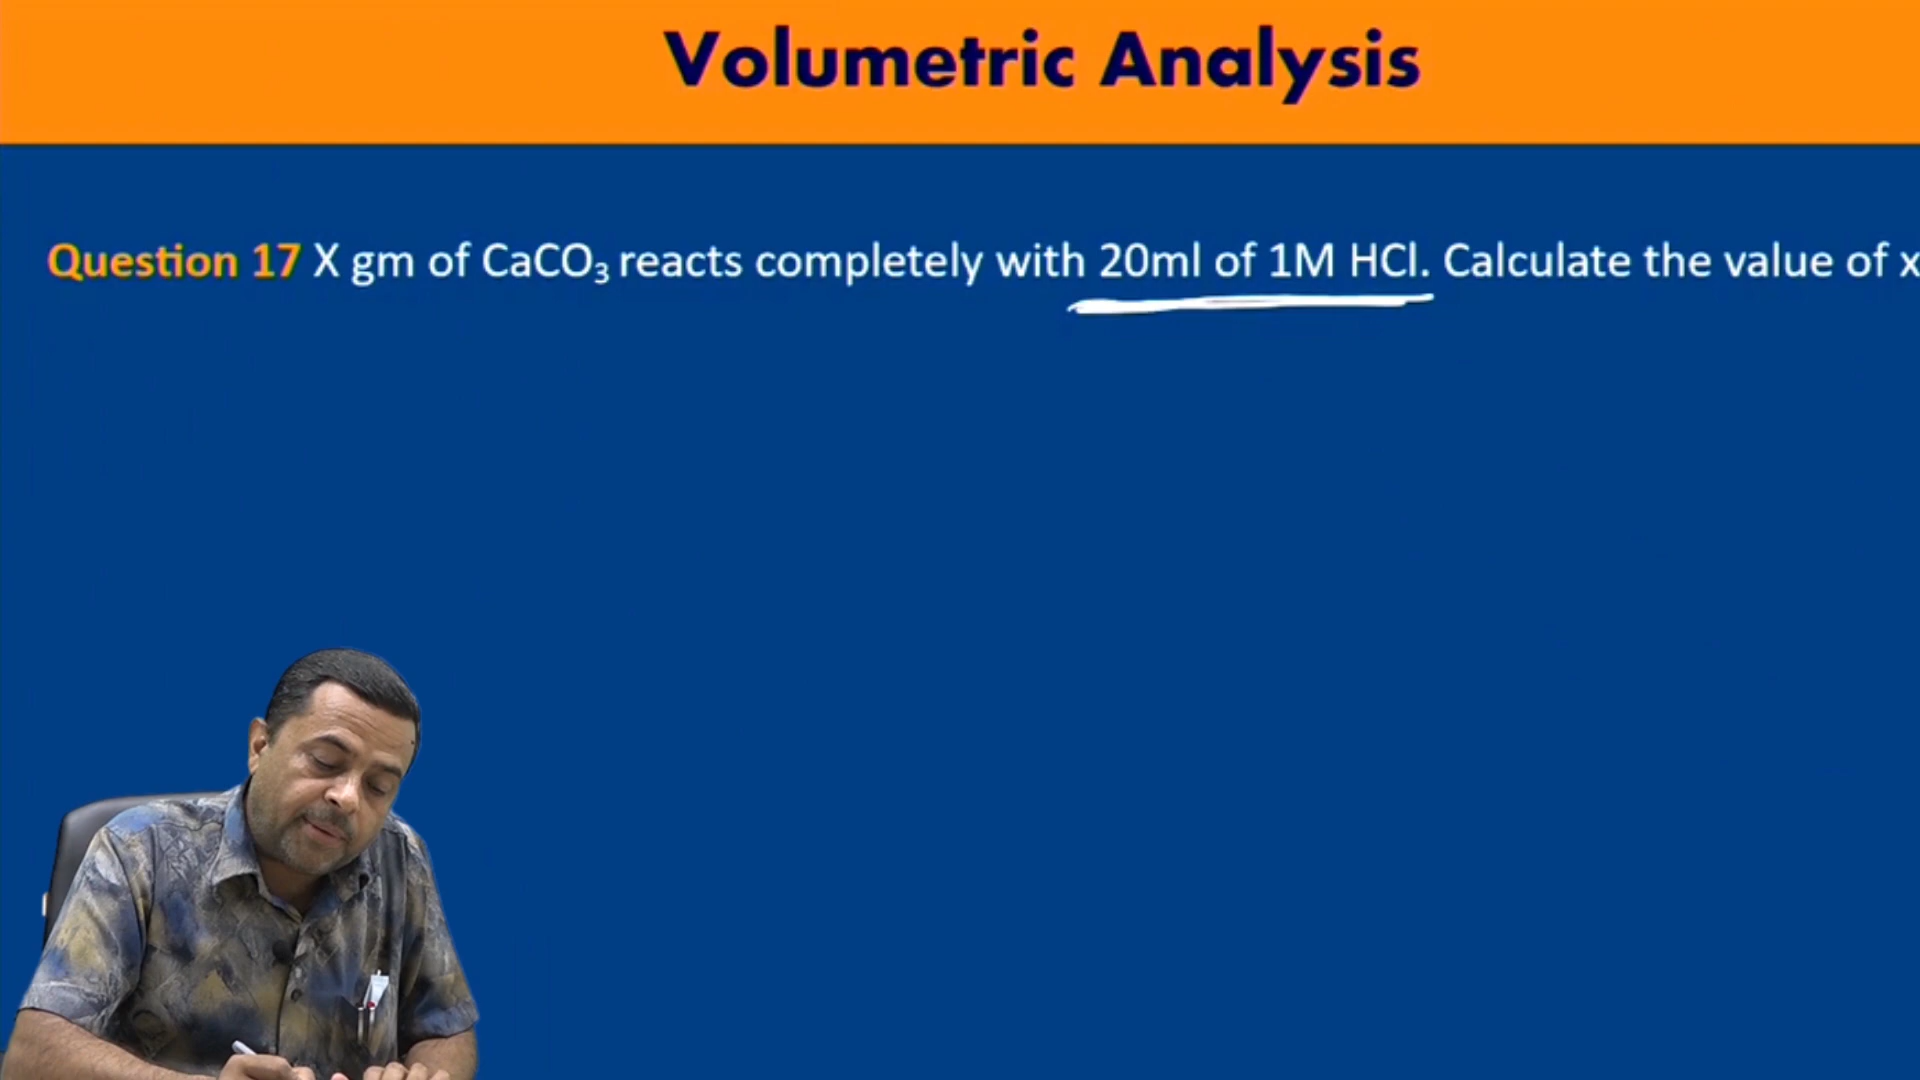 Volumetric Analysis
Question 17 X gm of CaCO₃ reacts completely with 20ml of 1M HCl. Calculate the value of x